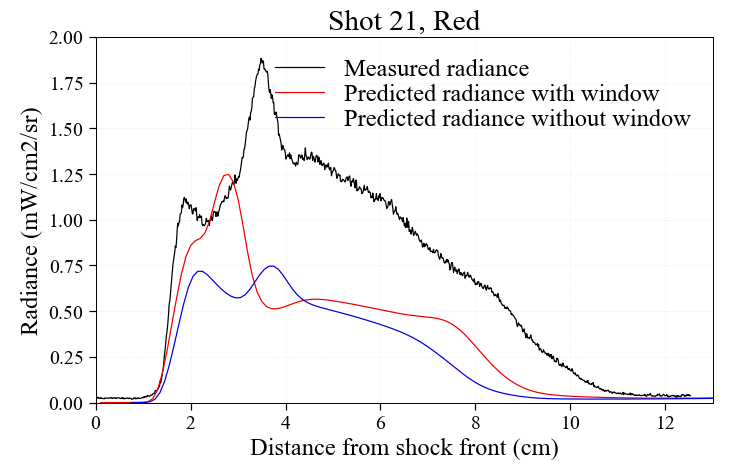 Shot 21, Red
Measured radiance
Predicted radiance with window
Predicted radiance without window
Radiance (mW/cm2/sr)
2.00
1.75
1.50
1.25
1.00
0.75
0.50
0.25
0.00
0 2 4 6 8 10 12
Distance from shock front (cm)